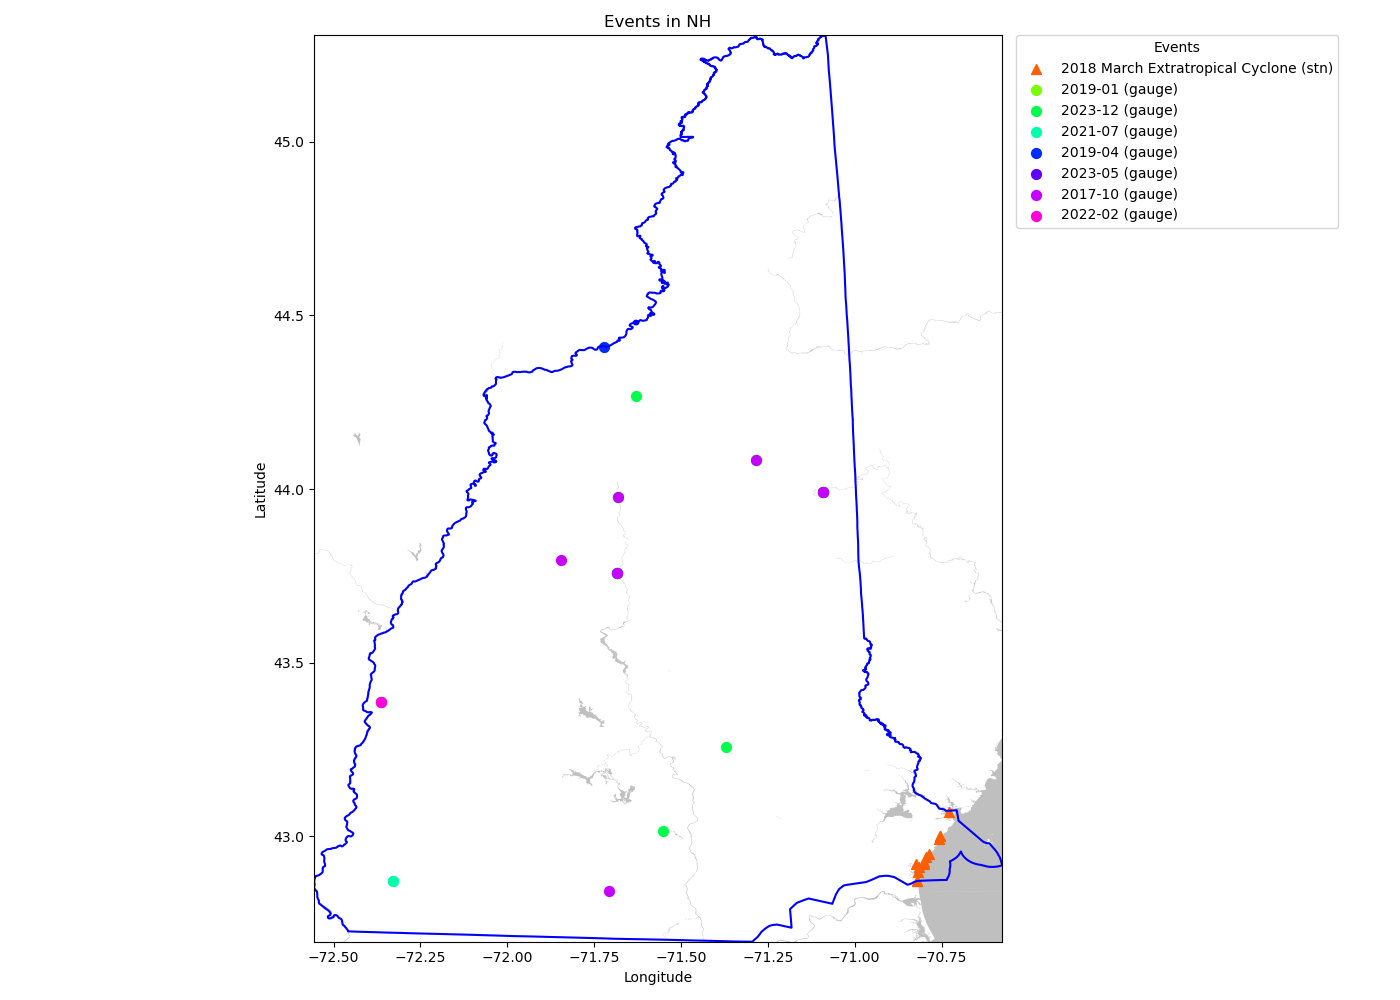 Events in NH
Events
2018 March Extratropical Cyclone (stn)
2019-01 (gauge)
2023-12 (gauge)
2021-07 (gauge)
2019-04 (gauge)
2023-05 (gauge)
2017-10 (gauge)
2022-02 (gauge)
45.0
44.5
44.0
43.5
43.0
Latitude
−72.50
−72.25
−72.00
−71.75
−71.50
−71.25
−71.00
−70.75
Longitude